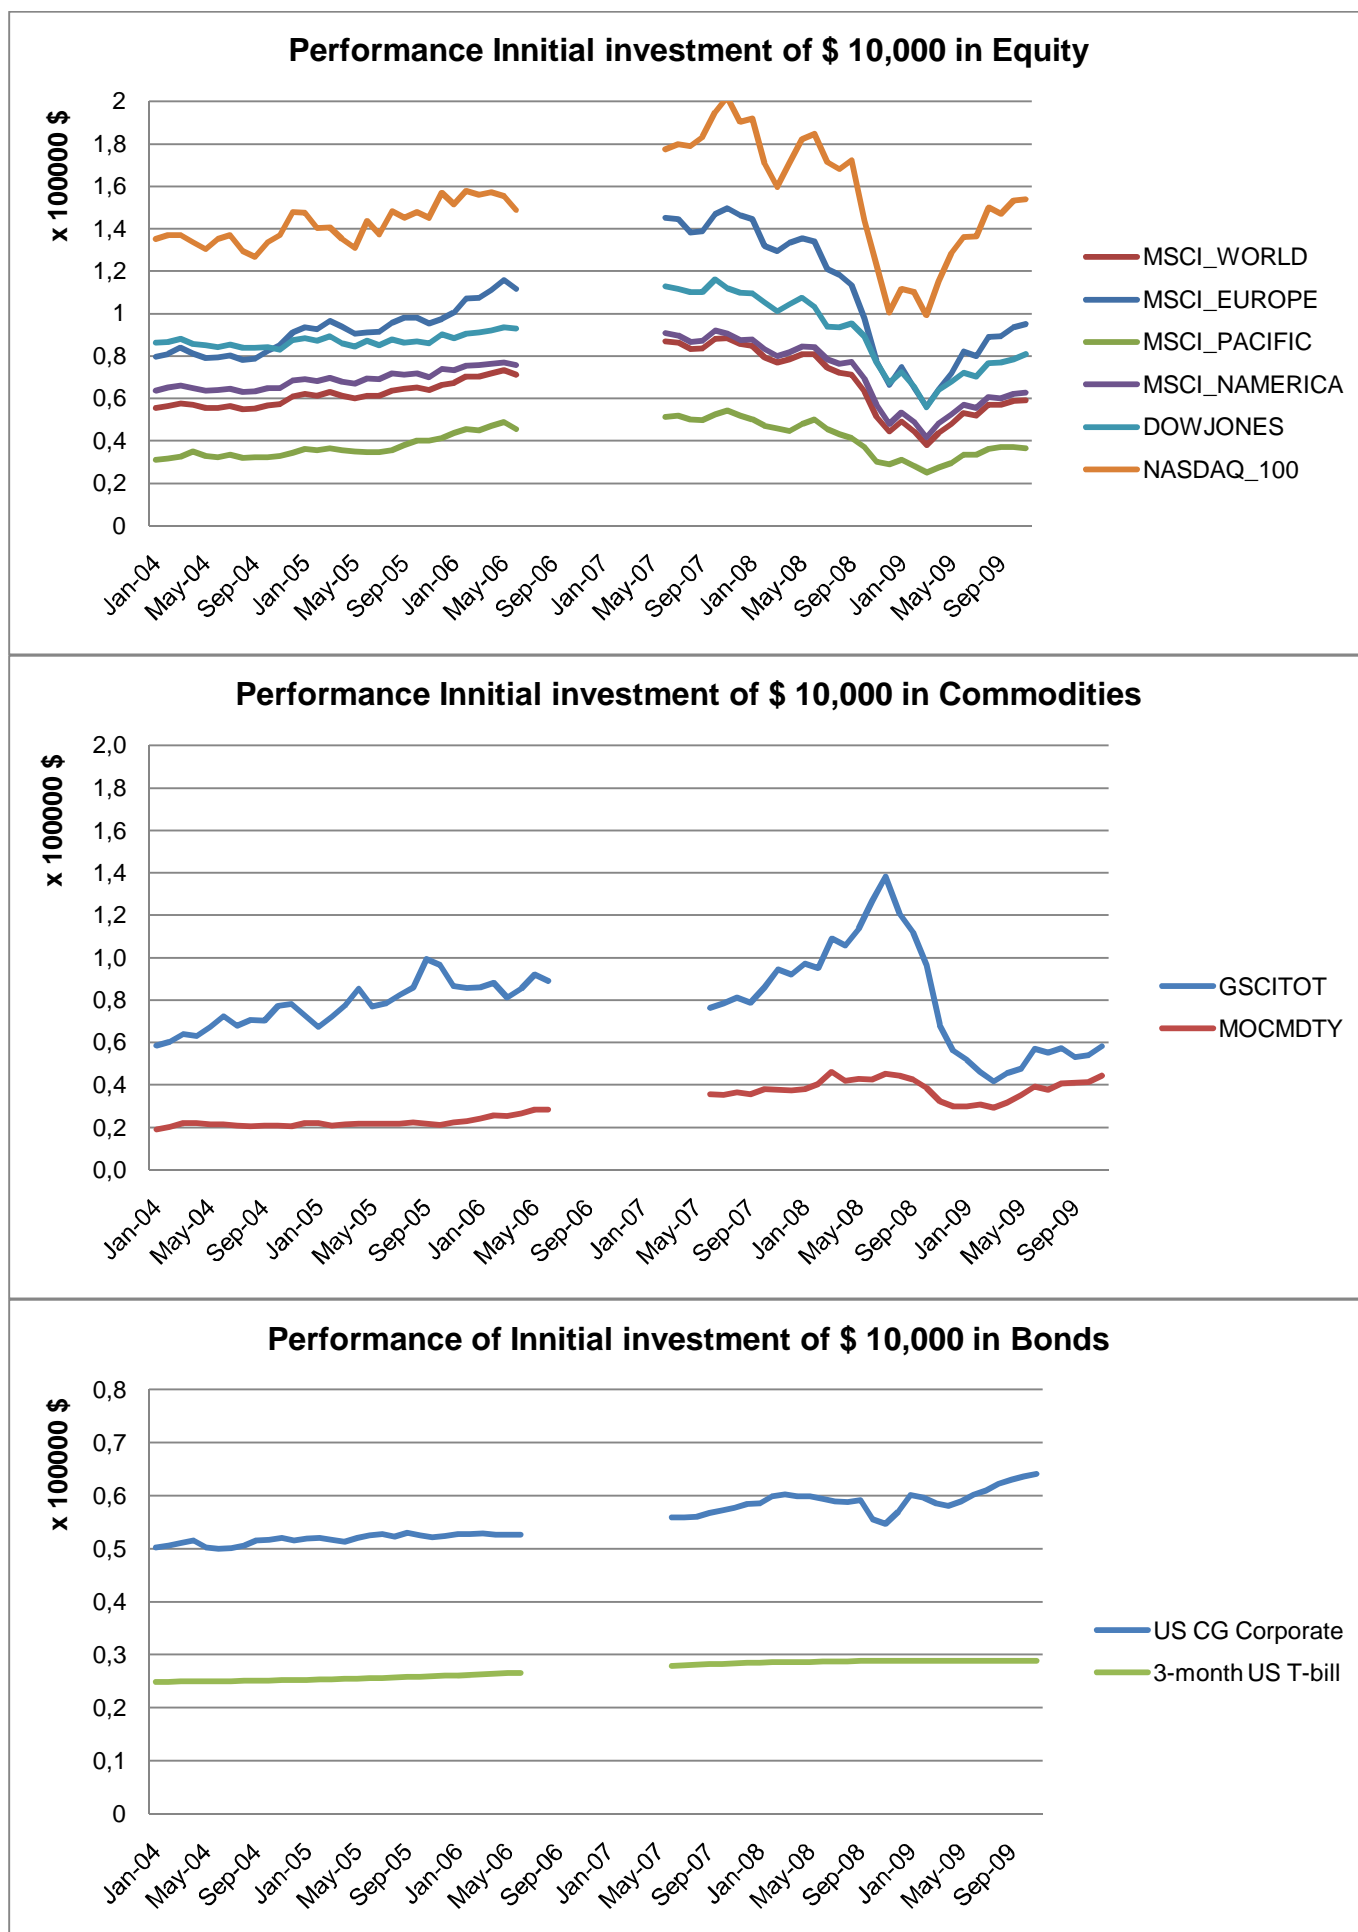 Performance Innitial investment of $ 10,000 in Equity
x 100000 $
2
1,8
1,6
1,4
1,2
1
0,8
0,6
0,4
0,2
0
Jan-04
May-04
Sep-04
Jan-05
May-05
Sep-05
Jan-06
May-06
Sep-06
Jan-07
May-07
Sep-07
Jan-08
May-08
Sep-08
Jan-09
May-09
Sep-09
MSCI_WORLD
MSCI_EUROPE
MSCI_PACIFIC
MSCI_NAMERICA
DOWJONES
NASDAQ_100
Performance Innitial investment of $ 10,000 in Commodities
x 100000 $
2,0
1,8
1,6
1,4
1,2
1,0
0,8
0,6
0,4
0,2
0,0
Jan-04
May-04
Sep-04
Jan-05
May-05
Sep-05
Jan-06
May-06
Sep-06
Jan-07
May-07
Sep-07
Jan-08
May-08
Sep-08
Jan-09
May-09
Sep-09
GSCITOT
MOCMDTY
Performance of Innitial investment of $ 10,000 in Bonds
x 100000 $
0,8
0,7
0,6
0,5
0,4
0,3
0,2
0,1
0
Jan-04
May-04
Sep-04
Jan-05
May-05
Sep-05
Jan-06
May-06
Sep-06
Jan-07
May-07
Sep-07
Jan-08
May-08
Sep-08
Jan-09
May-09
Sep-09
US CG Corporate
3-month US T-bill